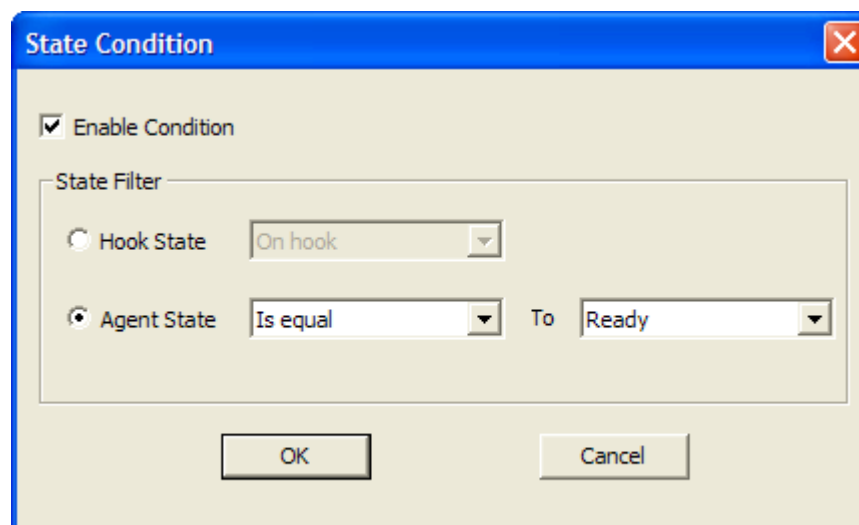 State Condition
Enable Condition
State Filter
Hook State On hook
Agent State Is equal To Ready
OK Cancel